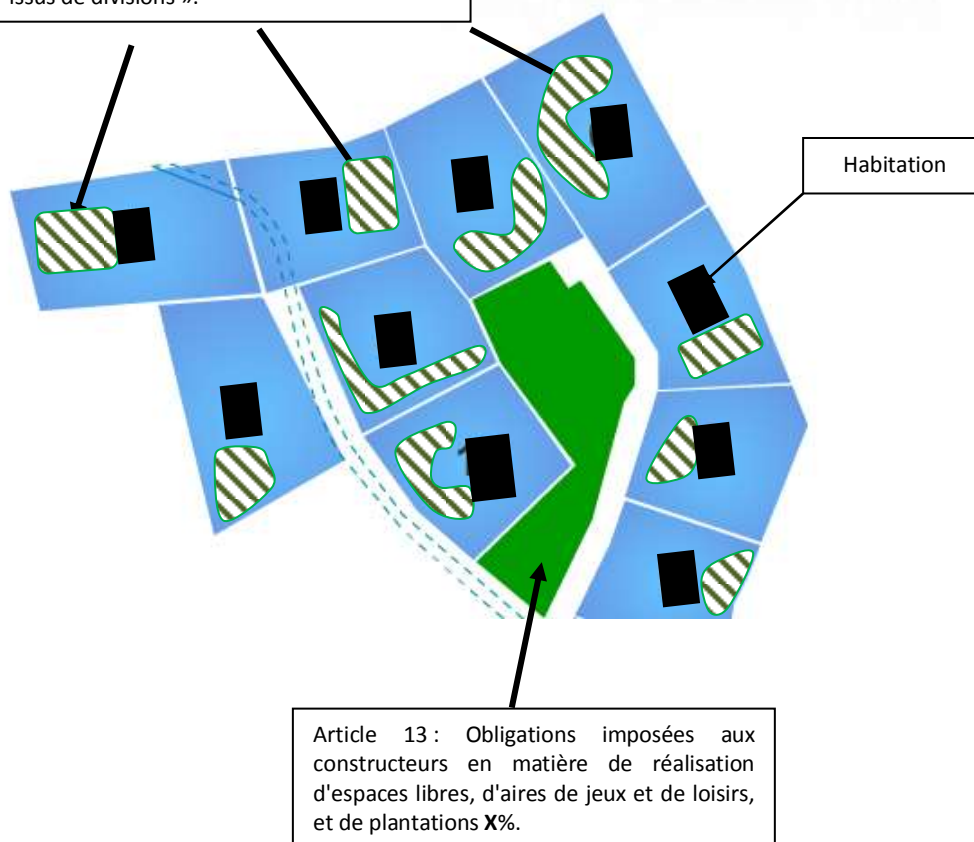 issus de divisions ».
Habitation
Article 13 : Obligations imposées aux
constructeurs en matière de réalisation
d'espaces libres, d'aires de jeux et de loisirs,
et de plantations X%.